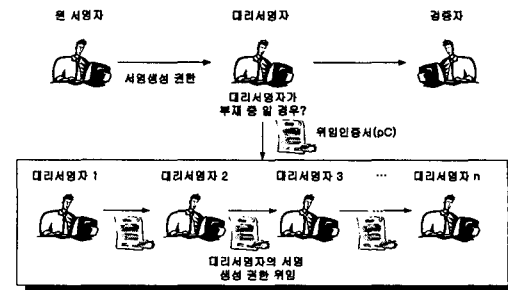 원 서명자
대리서명자
검증자
서명생성 권한
대리서명자가
부재 중 일 경우?
위임인증서(pC)
대리서명자 1
대리서명자 2
대리서명자 3
...
대리서명자 n
대리서명자의 서명
생성 권한 위임